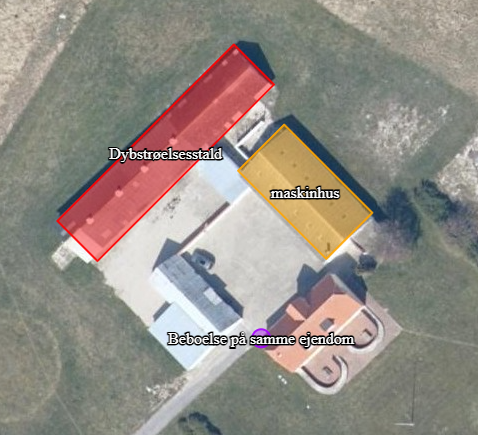 Dybstrøelsesstald
maskinhus
Beboelse på samme ejendom